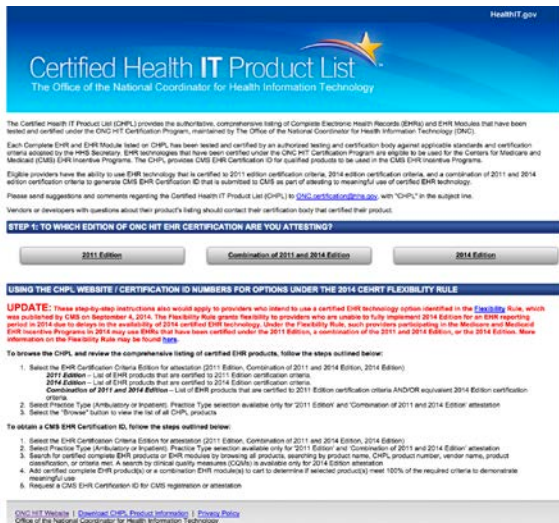 HealthIT.gov
Certified Health IT Product List
The Office of the National Coordinator for Health Information Technology
The Certified Health IT Product List (CHPL) provides the authoritative, comprehensive listing of Complete Electronic Health Records (EHRs) and EHR Modules that have been
tested and certified under the ONC HIT Certification Program, maintained by The Office of the National Coordinator for Health Information Technology (ONC).
Each Complete EHR and EHR Module listed on CHPL has been tested and certified by an authorized testing and certification body against applicable standards and certification
criteria adopted by the HHS Secretary. EHR technologies that have been certified under the ONC HIT Certification Program are eligible to be used for the Centers for Medicare and
Medicaid (CMS) EHR Incentive Programs. The CHPL provides CMS EHR Certification ID for qualified products to be used in the CMS EHR Incentive Programs.
Eligible providers have the ability to use EHR technology that is certified to 2011 edition certification criteria, 2014 edition certification criteria, and a combination of 2011 and 2014
edition certification criteria to generate CMS EHR Certification ID that is submitted to CMS as part of attesting to meaningful use of certified EHR technology.
Please send suggestions and comments regarding the Certified Health IT Product List (CHPL) to ONC.certification@hhs.gov, with "CHPL" in the subject line.
Vendors or developers with questions about their product's listing should contact their certification body that certified their product.
STEP 1: TO WHICH EDITION OF ONC HIT EHR CERTIFICATION ARE YOU ATTESTING?
2011 Edition
Combination of 2011 and 2014 Edition
2014 Edition
USING THE CHPL WEBSITE / CERTIFICATION ID NUMBERS FOR OPTIONS UNDER THE 2014 CEHRT FLEXIBILITY RULE
UPDATE: These step-by-step instructions also would apply to providers who intend to use a certified EHR technology option identified in the Flexibility Rule, which
was published by CMS on September 4, 2014. The Flexibility Rule grants flexibility to providers who are unable to fully implement 2014 Edition for an EHR reporting
period in 2014 due to delays in the availability of 2014 certified EHR technology. Under the Flexibility Rule, such providers participating in the Medicare and Medicaid
EHR Incentive Programs in 2014 may use EHRs that have been certified under the 2011 Edition, a combination of the 2011 and 2014 Edition, or the 2014 Edition. More
information on the Flexibility Rule may be found here.
To browse the CHPL and review the comprehensive listing of certified EHR products, follow the steps outlined below:
1. Select the EHR Certification Criteria Edition for attestation (2011 Edition, Combination of 2011 and 2014 Edition, 2014 Edition)
2011 Edition – List of EHR products that are certified to 2011 Edition certification criteria.
2014 Edition – List of EHR products that are certified to 2014 Edition certification criteria.
Combination of 2011 and 2014 Edition – List of EHR products that are certified to 2011 Edition certification criteria AND/OR equivalent 2014 Edition certification
criteria.
2. Select Practice Type (Ambulatory or Inpatient). Practice Type selection available only for '2011 Edition' and 'Combination of 2011 and 2014 Edition' attestation
3. Select the "Browse" button to view the list of all CHPL products
To obtain a CMS EHR Certification ID, follow the steps outlined below:
1. Select the EHR Certification Criteria Edition for attestation (2011 Edition, Combination of 2011 and 2014 Edition, 2014 Edition)
2. Select Practice Type (Ambulatory or Inpatient). Practice Type selection available only for '2011 Edition' and 'Combination of 2011 and 2014 Edition' attestation
3. Search for certified Complete EHR products or EHR modules by browsing all products, searching by product name, CHPL product number, vendor name, product
classification, or criteria met. A search by clinical quality measures (CQMs) is available only for 2014 Edition attestation
4. Add certified complete EHR product(s) or a combination EHR module(s) to cart to determine if selected product(s) meet 100% of the required criteria to demonstrate
meaningful use
5. Request a CMS EHR Certification ID for CMS registration or attestation
ONC HIT Website | Download CHPL Product Information | Privacy Policy
Office of the National Coordinator for Health Information Technology